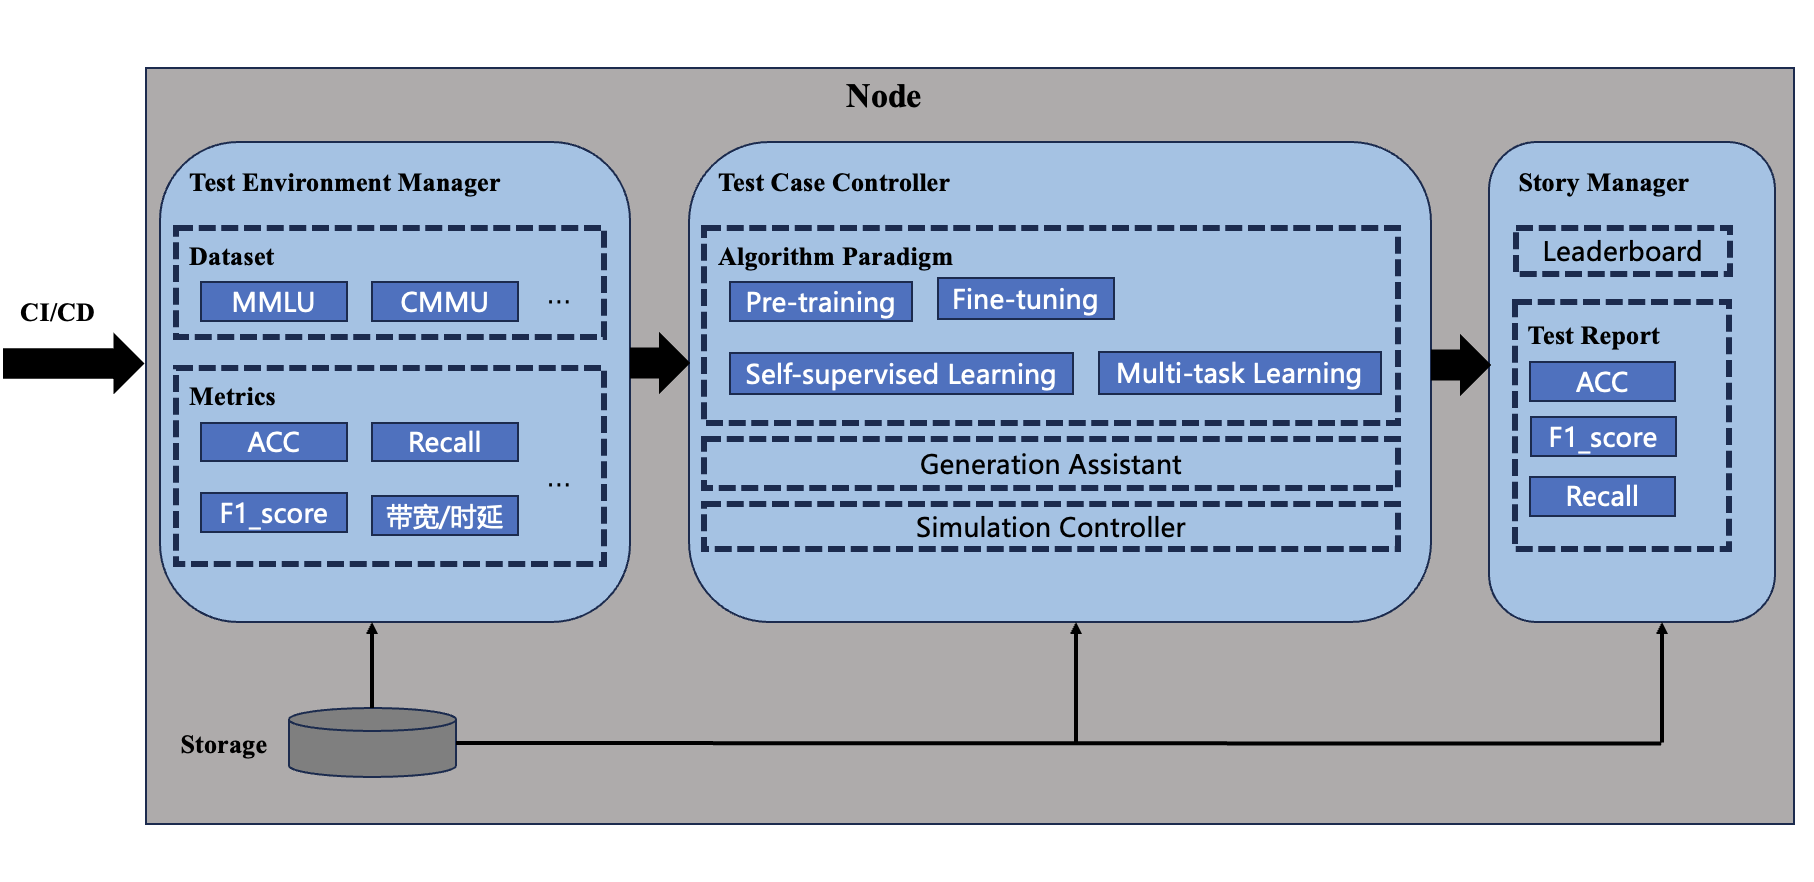 Node
CI/CD
Test Environment Manager
Dataset
MMLU
CMMU
...
Metrics
ACC
Recall
...
F1_score
带宽/时延
Test Case Controller
Algorithm Paradigm
Pre-training
Fine-tuning
Self-supervised Learning
Multi-task Learning
Generation Assistant
Simulation Controller
Story Manager
Leaderboard
Test Report
ACC
F1_score
Recall
Storage